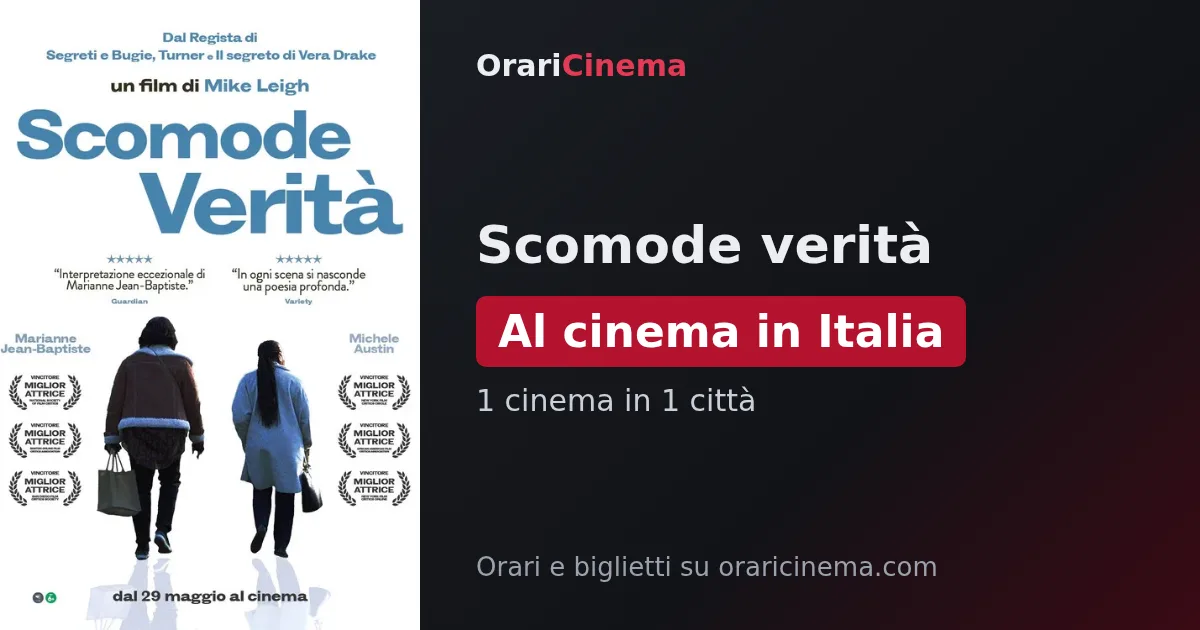 Dal Regista di
Segreti e Bugie, Turner e Il segreto di Vera Drake
un film di Mike Leigh
Scomode
Verità
★★★★★
"Interpretazione eccezionale di
Marianne Jean-Baptiste."
Guardian
★★★★★
"In ogni scena si nasconde
una poesia profonda."
Variety
Marianne
Jean-Baptiste
Michele
Austin
VINCITORE
MIGLIOR
ATTRICE
VINCITORE
MIGLIOR
ATTRICE
VINCITORE
MIGLIOR
ATTRICE
VINCITORE
MIGLIOR
ATTRICE
VINCITORE
MIGLIOR
ATTRICE
VINCITORE
MIGLIOR
ATTRICE
dal 29 maggio al cinema
OrariCinema
Scomode verità
Al cinema in Italia
1 cinema in 1 città
Orari e biglietti su oraricinema.com